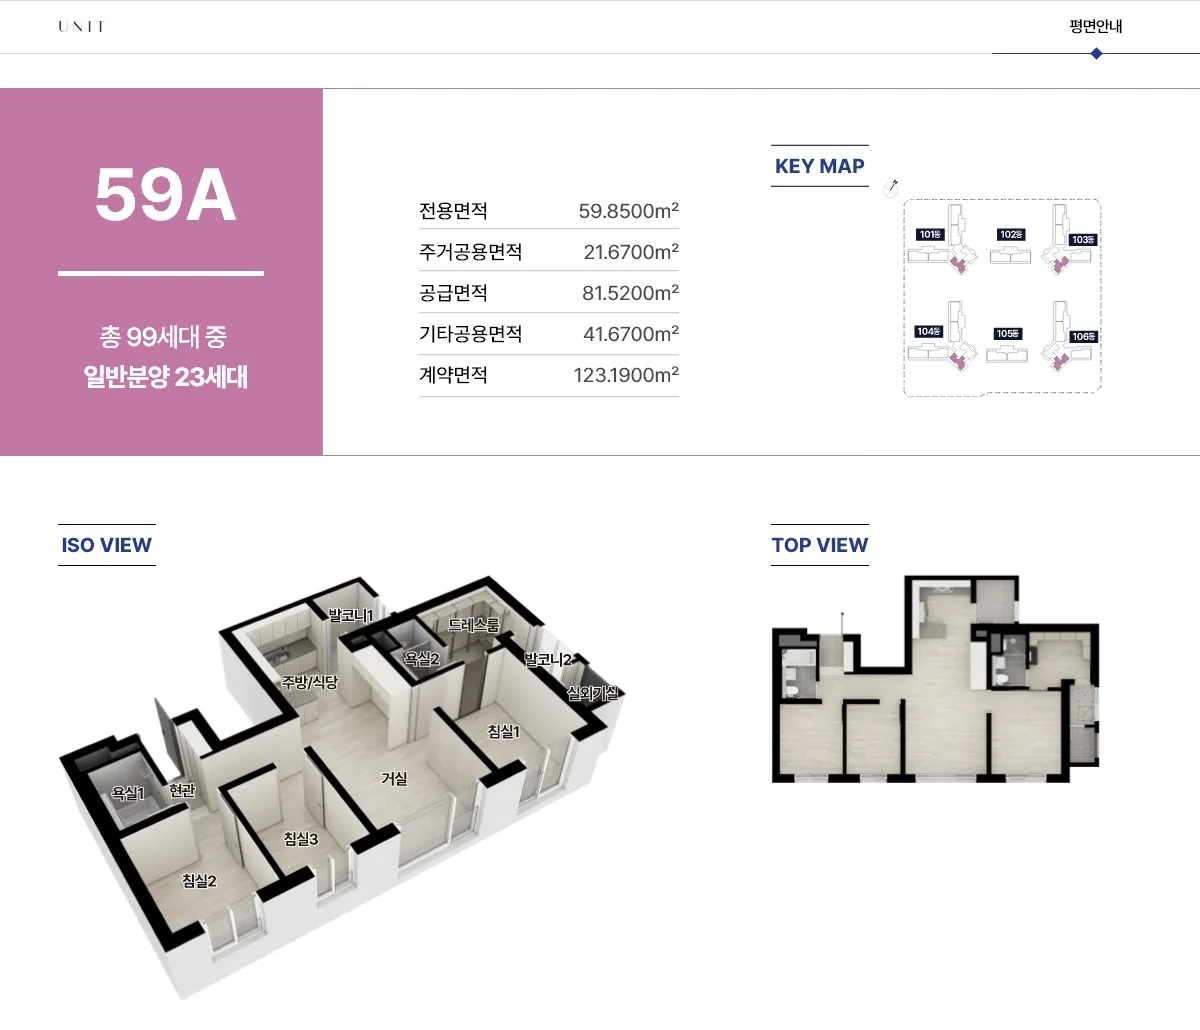 UNIT
평면안내
59A
총 99세대 중
일반분양 23세대
전용면적 59.8500m²
주거공용면적 21.6700m²
공급면적 81.5200m²
기타공용면적 41.6700m²
계약면적 123.1900m²
KEY MAP
101동
102동
103동
104동
105동
106동
ISO VIEW
발코니1
드레스룸
욕실2
발코니2
주방/식당
실외기실
침실1
거실
욕실1
현관
침실3
침실2
TOP VIEW